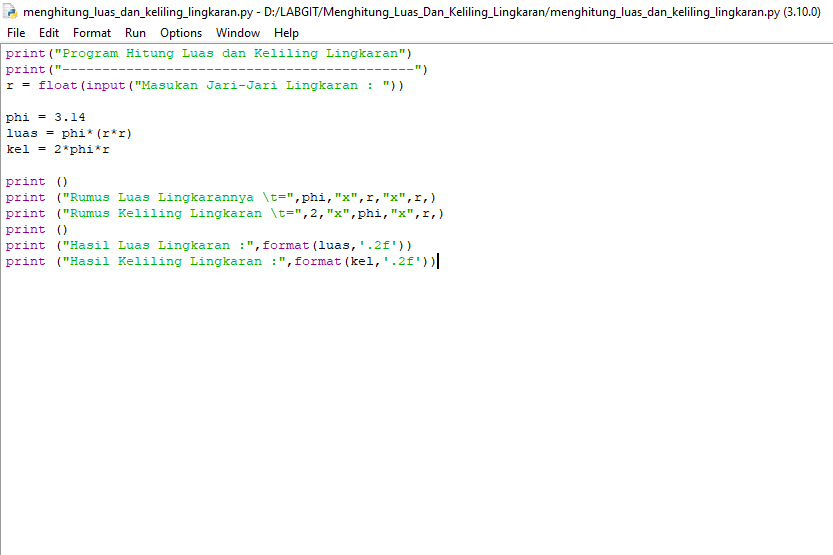 menghitung_luas_dan_keliling_lingkaran.py - D:/LABGIT/Menghitung_Luas_Dan_Keliling_Lingkaran/menghitung_luas_dan_keliling_lingkaran.py (3.10.0)
File Edit Format Run Options Window Help
print("Program Hitung Luas dan Keliling Lingkaran")
print("--------------------------------------------")
r = float(input("Masukan Jari-Jari Lingkaran : "))
phi = 3.14
luas = phi*(r*r)
kel = 2*phi*r
print ()
print ("Rumus Luas Lingkarannya \t=",phi,"x",r,"x",r,)
print ("Rumus Keliling Lingkaran \t=",2,"x",phi,"x",r,)
print ()
print ("Hasil Luas Lingkaran :",format(luas,'.2f'))
print ("Hasil Keliling Lingkaran :",format(kel,'.2f'))